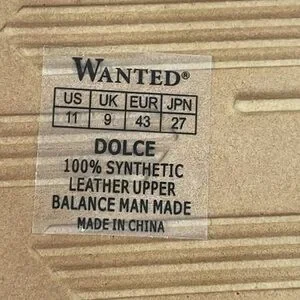 WANTED®
US UK EUR JPN
11 9 43 27
DOLCE
100% SYNTHETIC
LEATHER UPPER
BALANCE MAN MADE
MADE IN CHINA